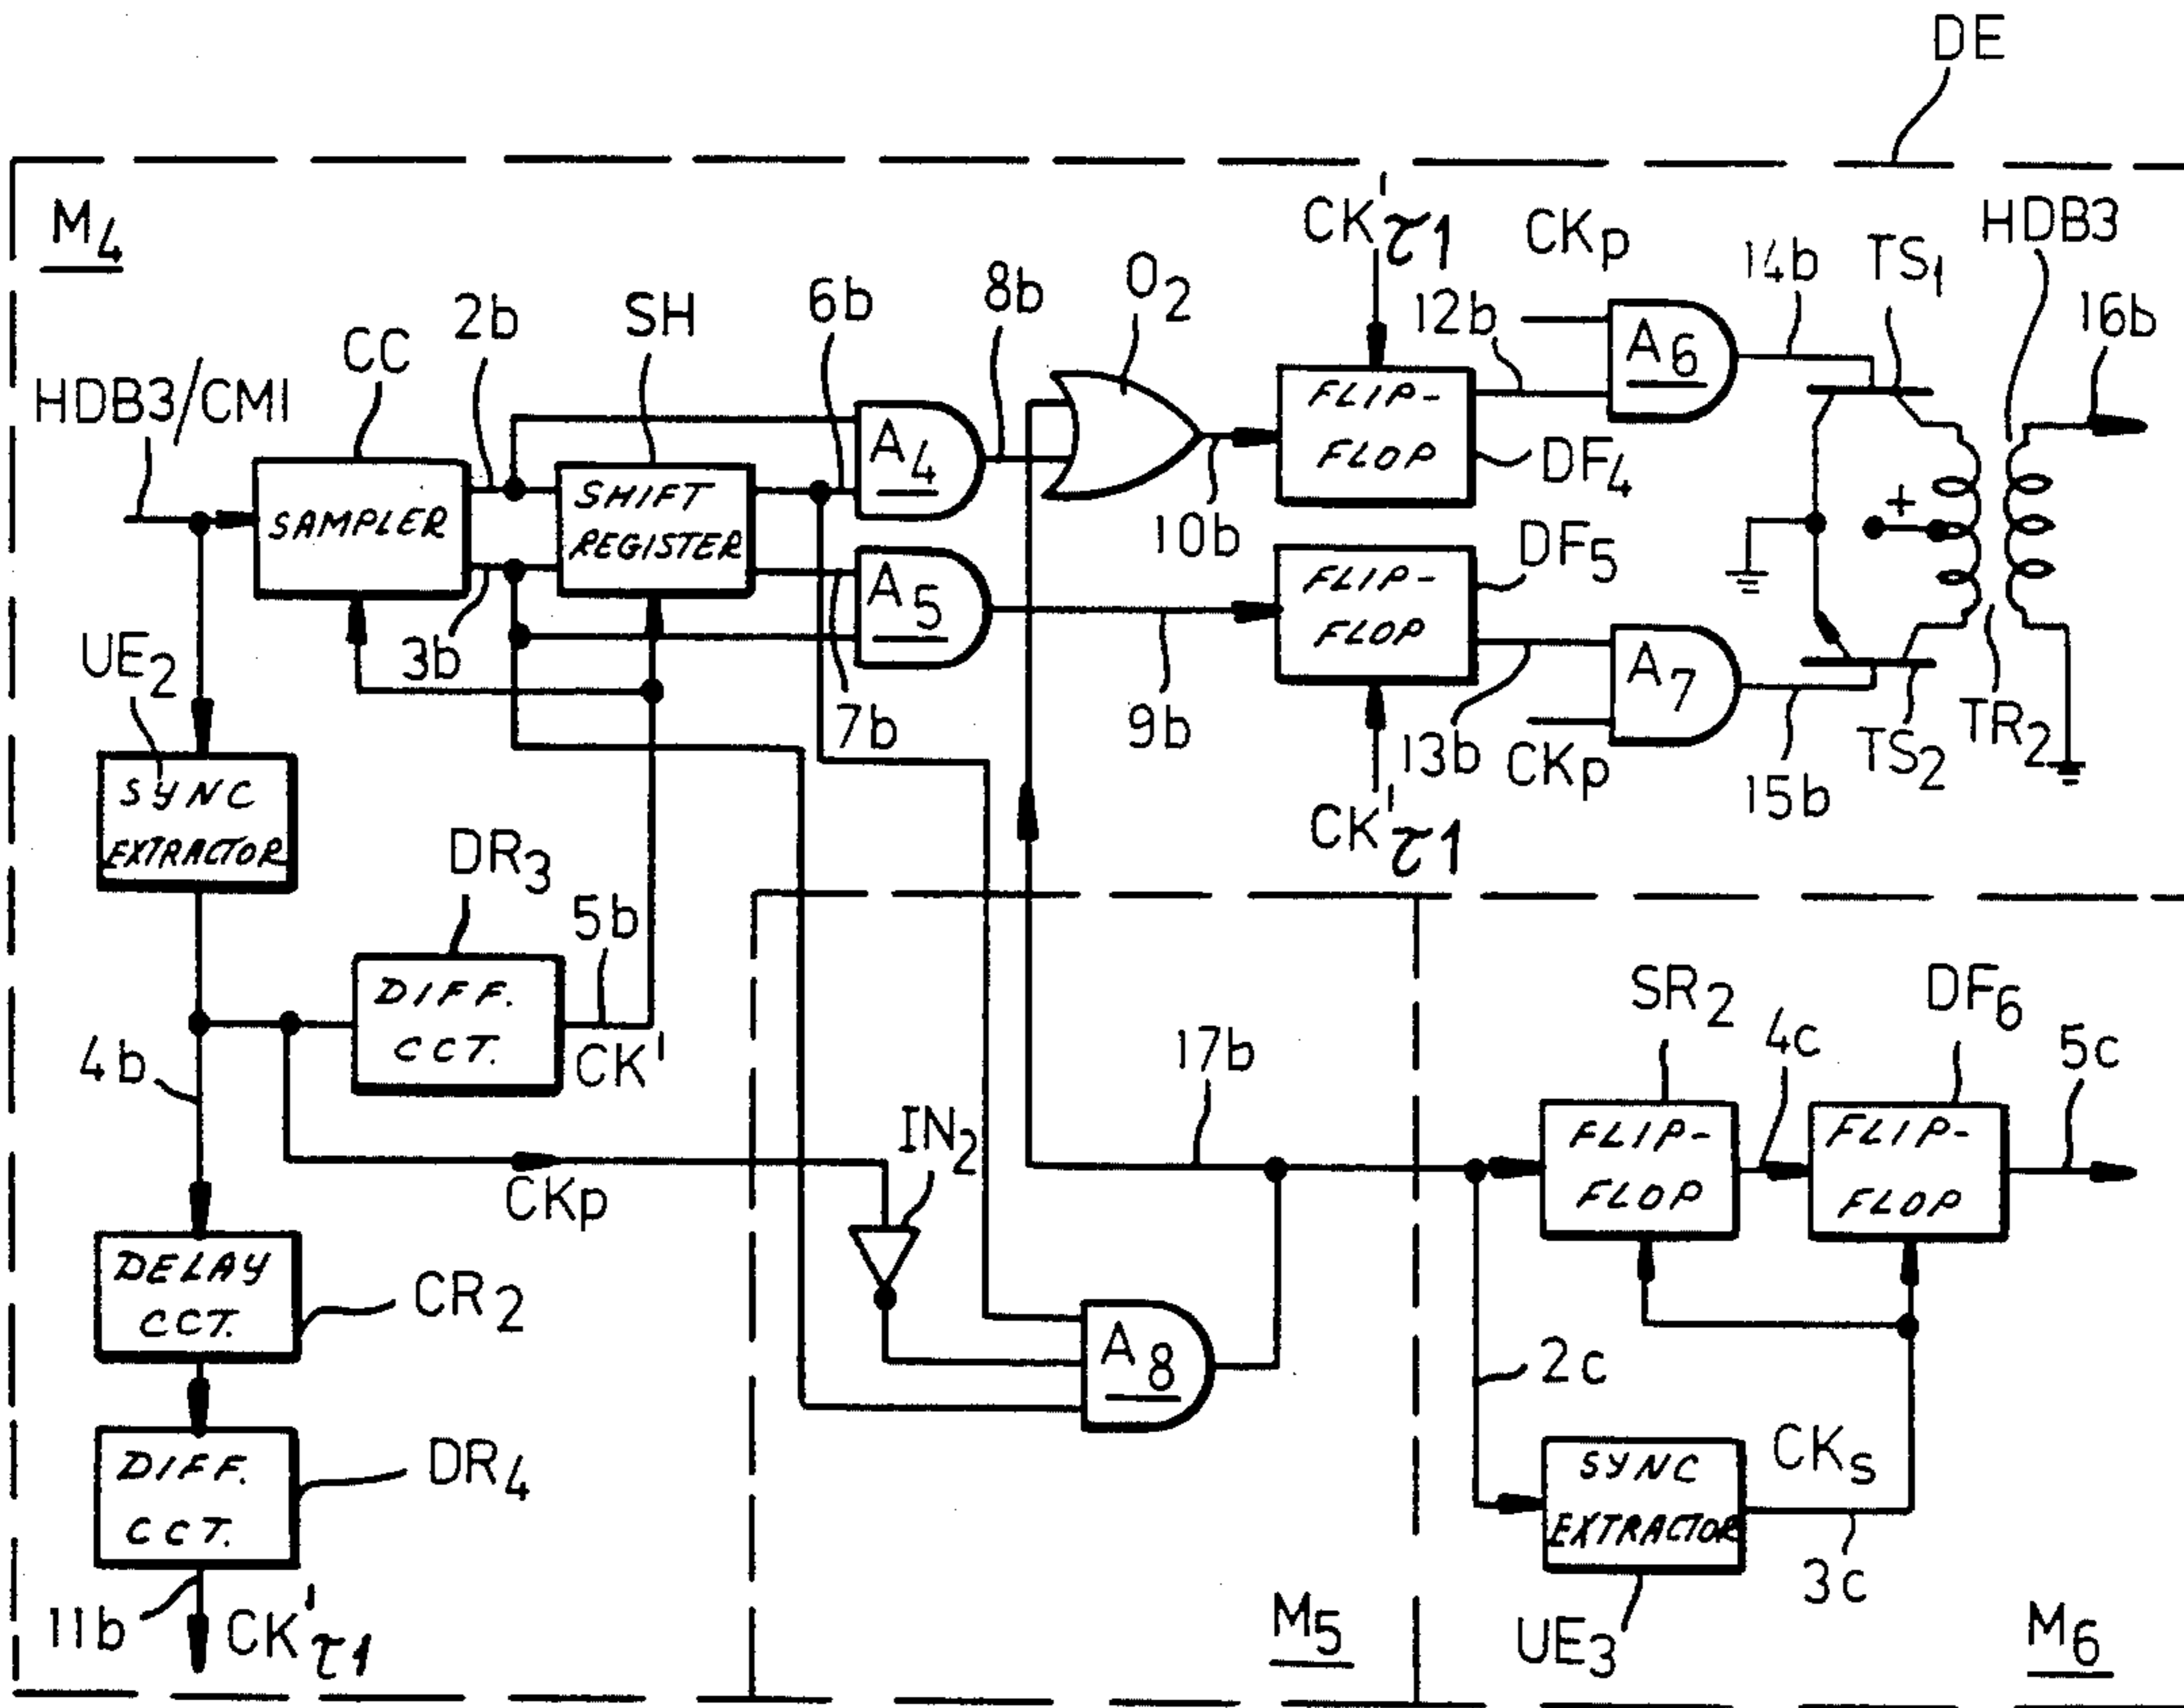 DE
M4
HDB3/CMI
CC
2b
SH
6b
8b
O2
CK'τ1
CKp
14b
TS1
HDB3
16b
12b
SAMPLER
SHIFT
REGISTER
A4
A5
FLIP-
FLOP
DF4
A6
+
10b
DF5
FLIP-
FLOP
UE2
3b
7b
9b
13b
CKp
A7
15b
TS2
TR2
SYNC
EXTRACTOR
CK'τ1
DR3
5b
DIFF.
CCT.
CK'
4b
CKp
IN2
17b
SR2
4c
DF6
5c
FLIP-
FLOP
FLIP-
FLOP
DELAY
CCT.
CR2
A8
2c
CKs
DIFF.
CCT.
DR4
SYNC
EXTRACTOR
3c
11b
CK'τ1
M5
UE3
M6